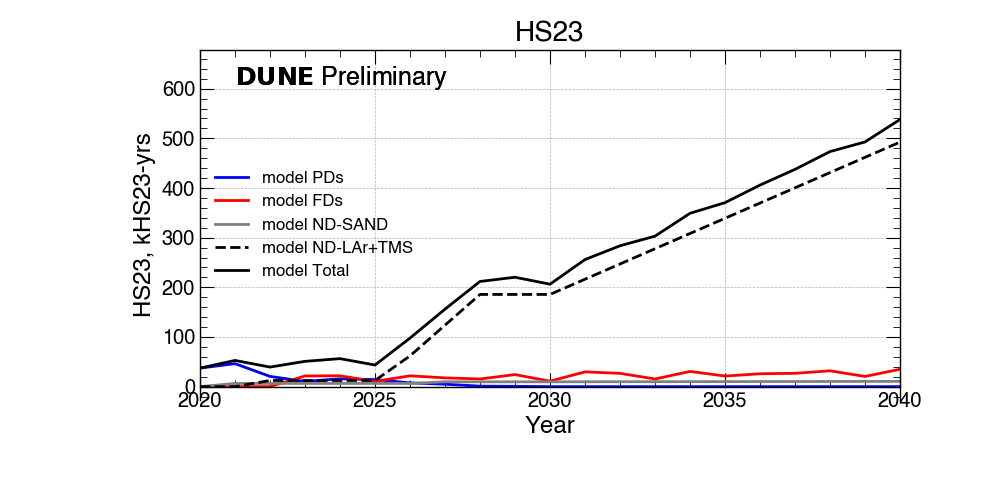 HS23
DUNE Preliminary
HS23, kHS23-yrs
600
500
400
300
200
100
0
model PDs
model FDs
model ND-SAND
model ND-LAr+TMS
model Total
2020 2025 2030 2035 2040
Year